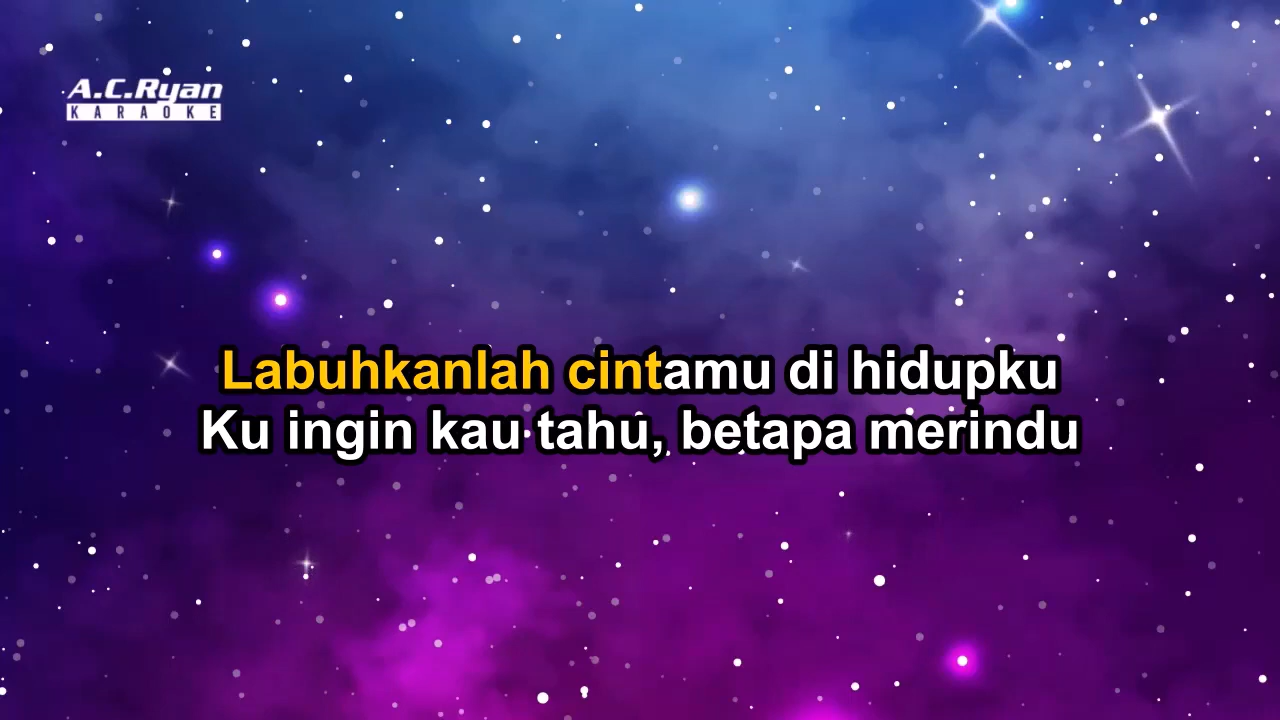 A.C.Ryan
KARAOKE
Labuhkanlah cintamu di hidupku
Ku ingin kau tahu, betapa merindu